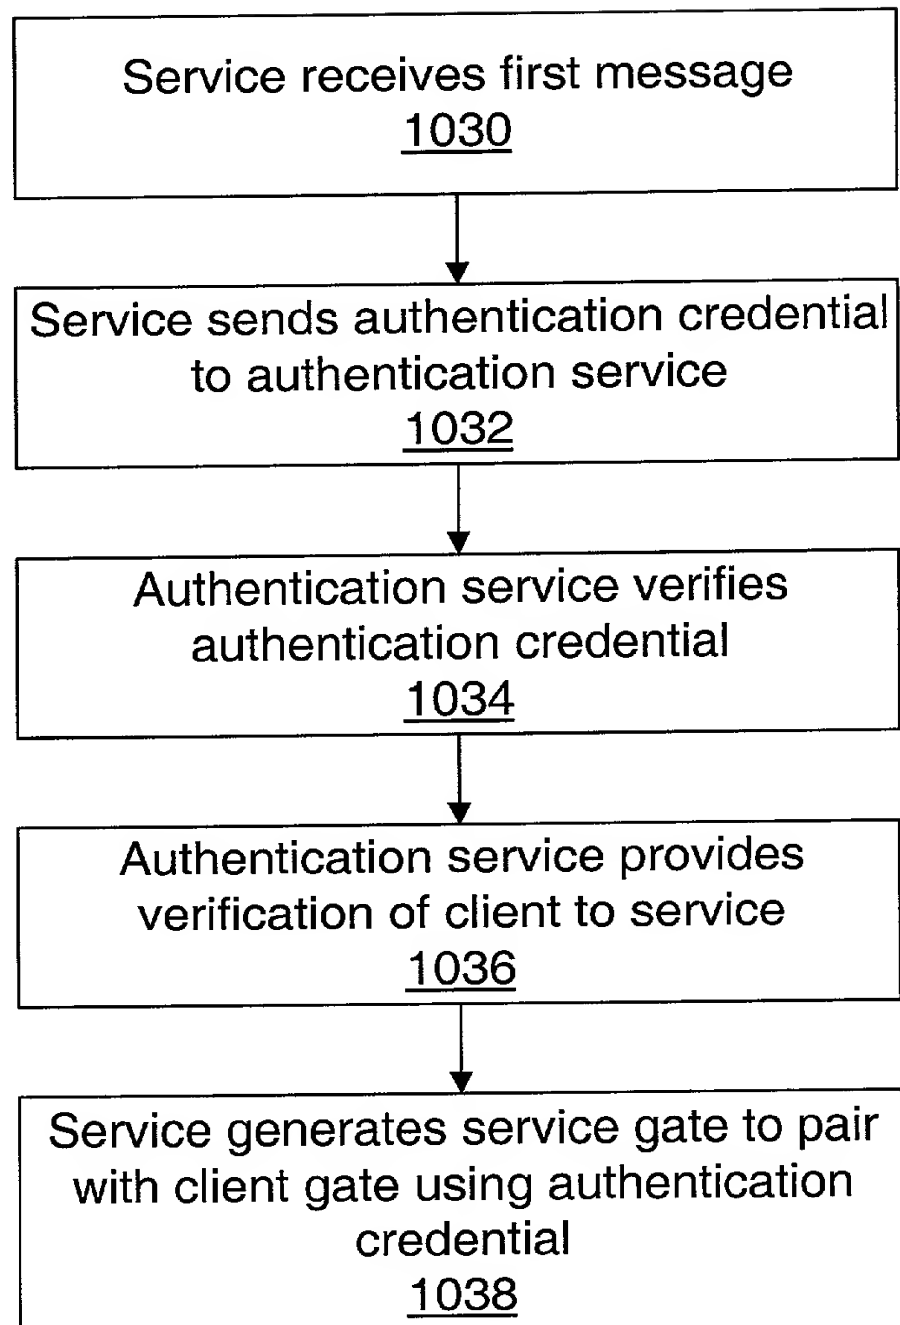 Service receives first message
1030
Service sends authentication credential
to authentication service
1032
Authentication service verifies
authentication credential
1034
Authentication service provides
verification of client to service
1036
Service generates service gate to pair
with client gate using authentication
credential
1038